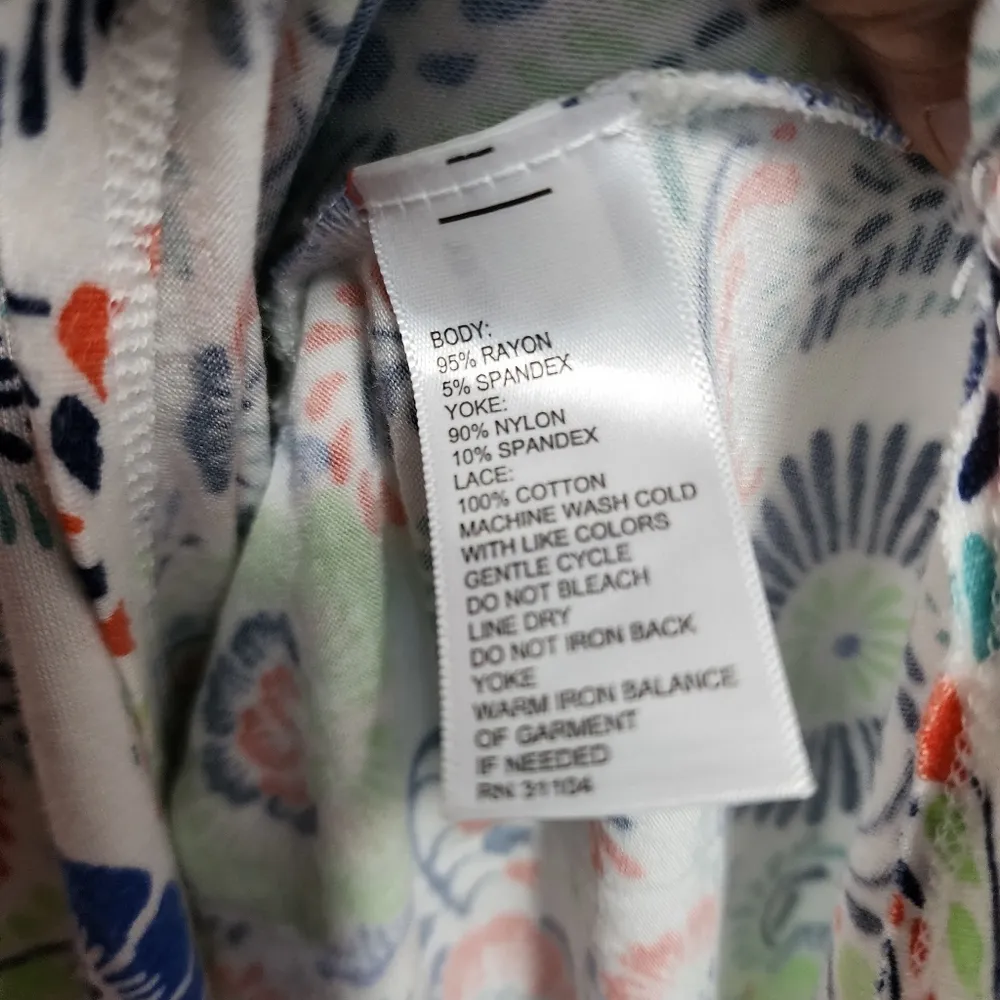 BODY:
95% RAYON
5% SPANDEX
YOKE:
90% NYLON
10% SPANDEX
LACE:
100% COTTON
MACHINE WASH COLD
WITH LIKE COLORS
GENTLE CYCLE
DO NOT BLEACH
LINE DRY
DO NOT IRON BACK
YOKE
WARM IRON BALANCE
OF GARMENT
IF NEEDED
RN: